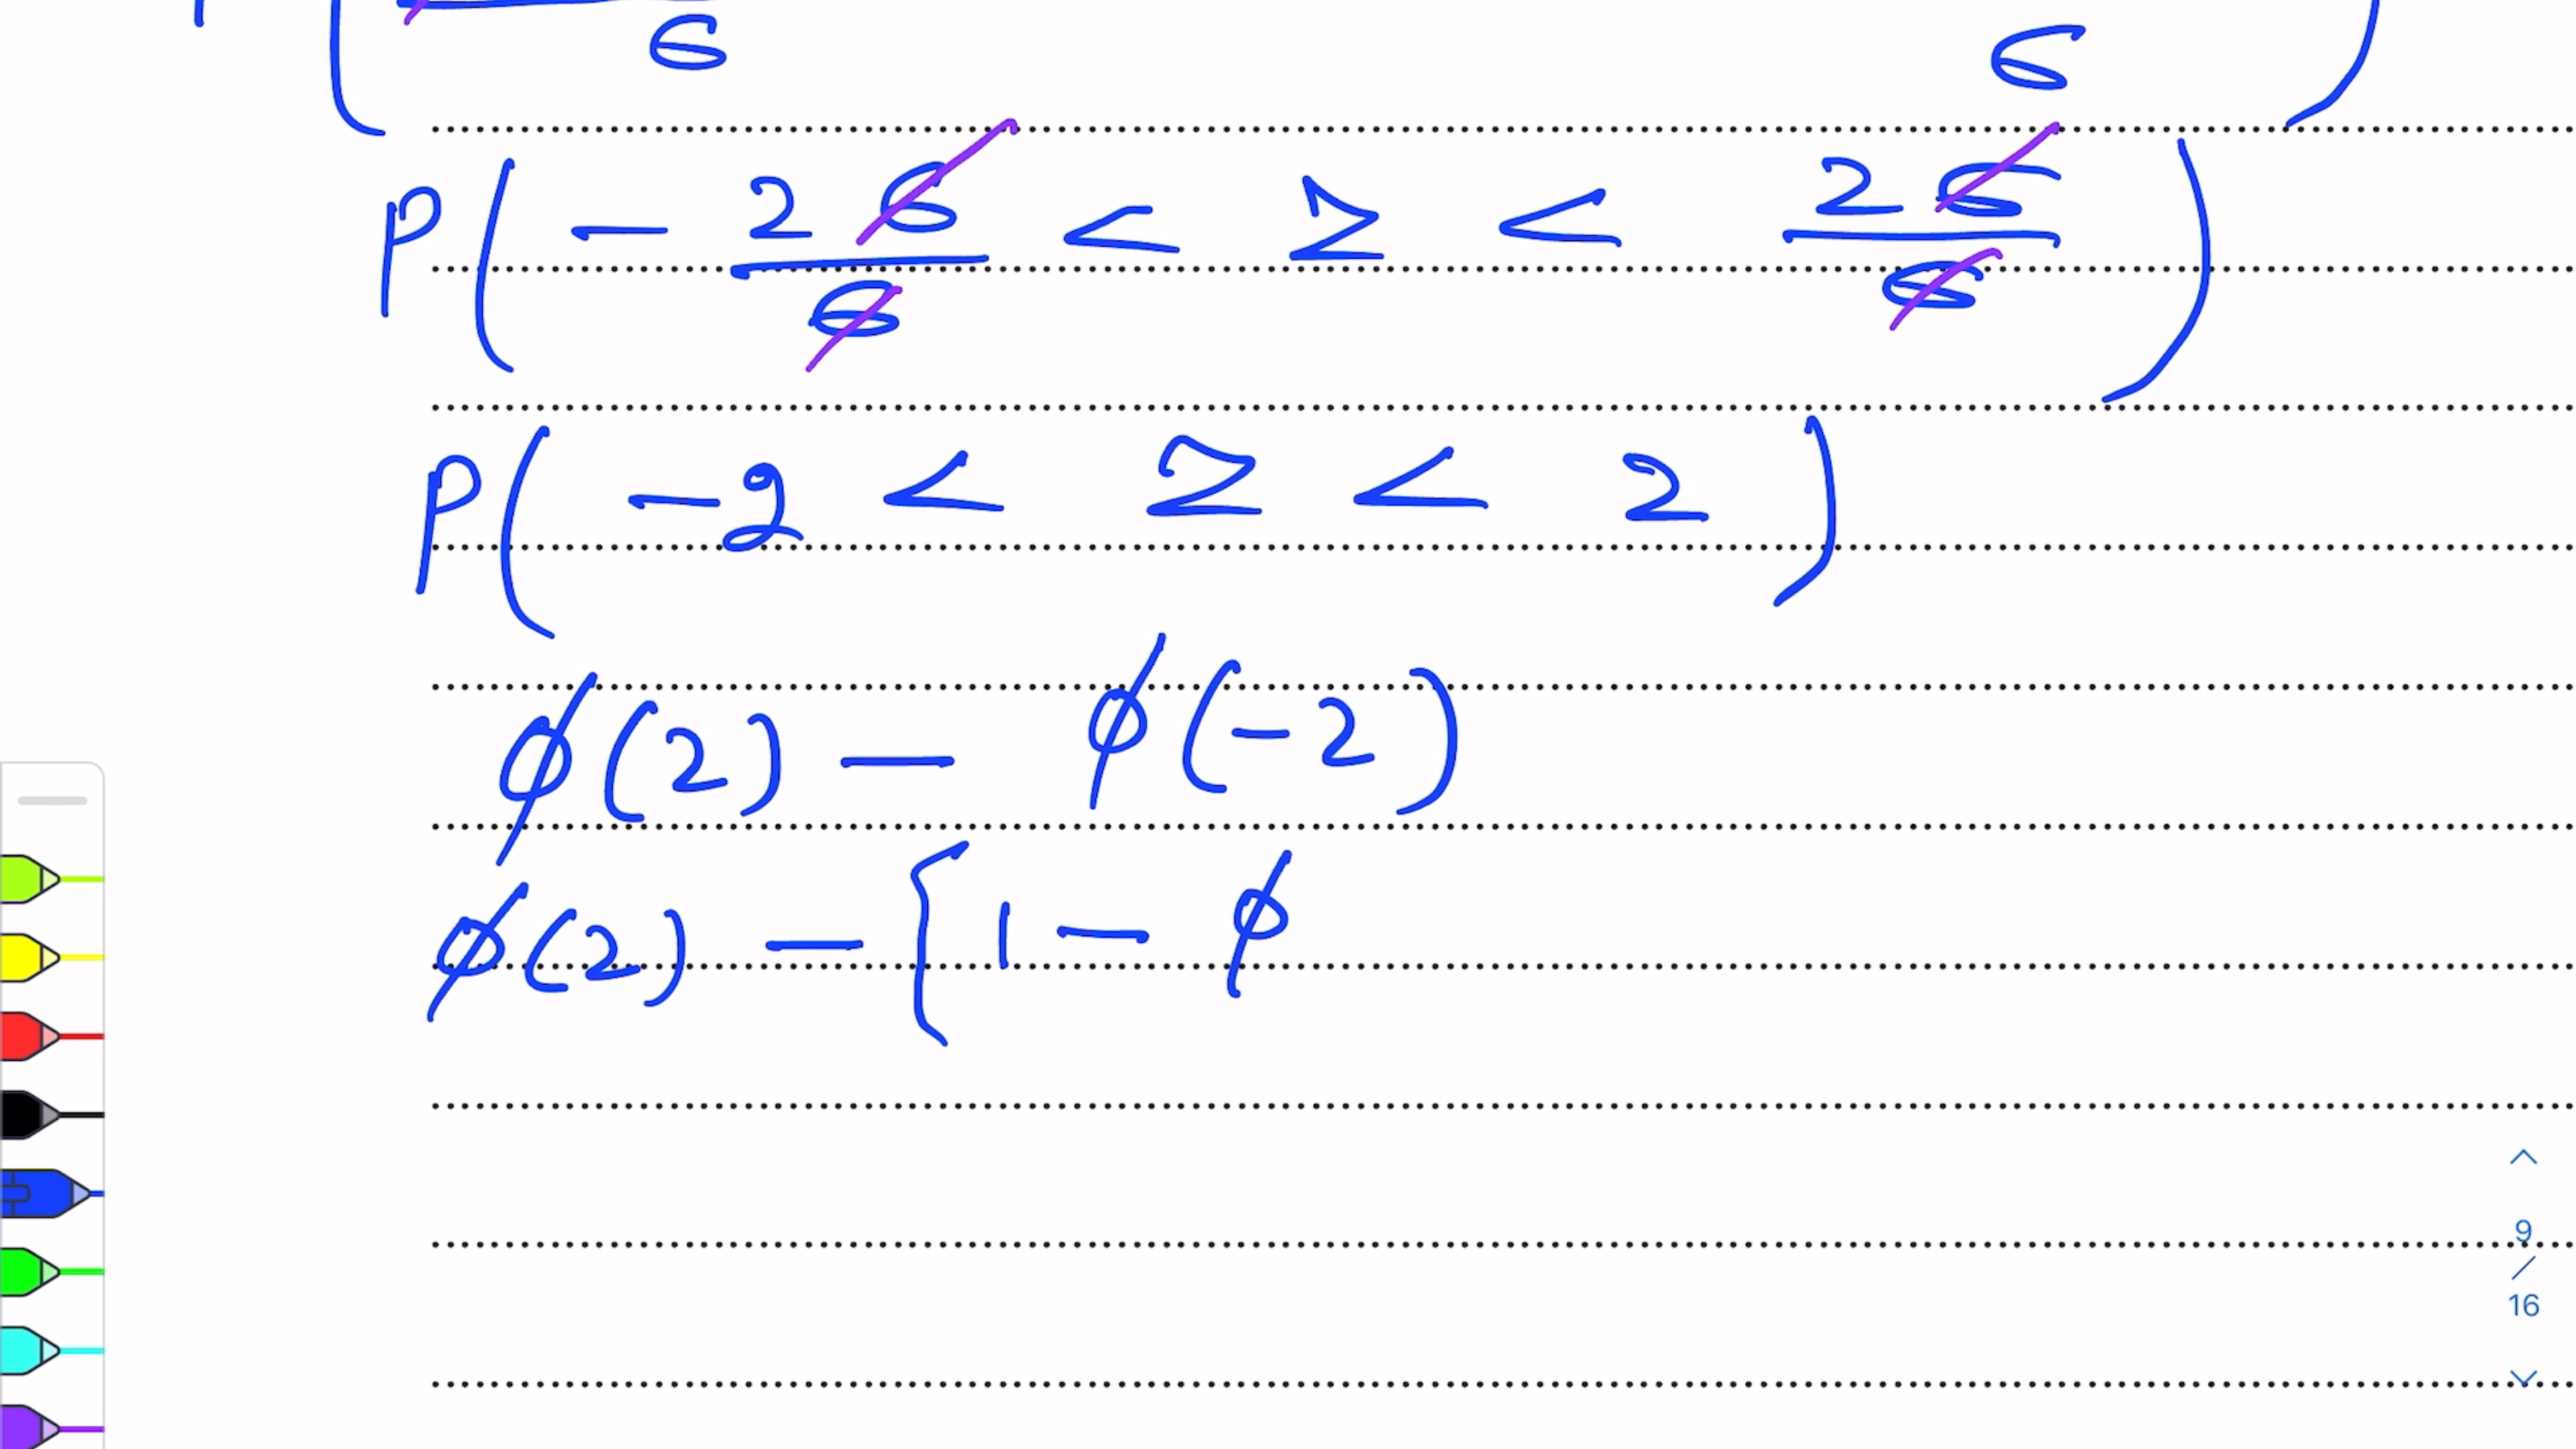 σ σ
P( - 2σ/σ < Z < 2σ/σ )
P( -2 < Z < 2 )
φ(2) - φ(-2)
φ(2) - { 1 - φ
9
/
16